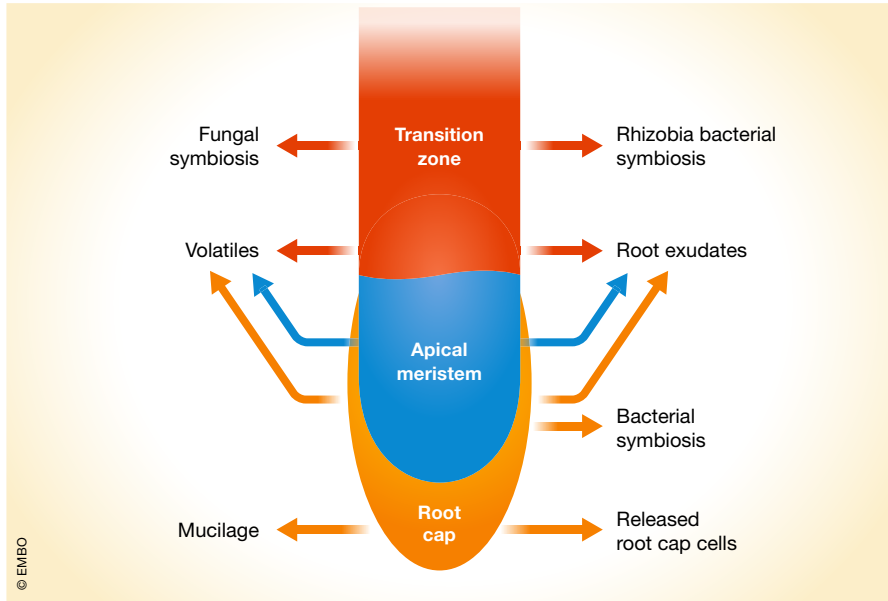 Fungal
symbiosis
Transition
zone
Rhizobia bacterial
symbiosis
Volatiles
Root exudates
Apical
meristem
Bacterial
symbiosis
Mucilage
Root
cap
Released
root cap cells
© EMBO